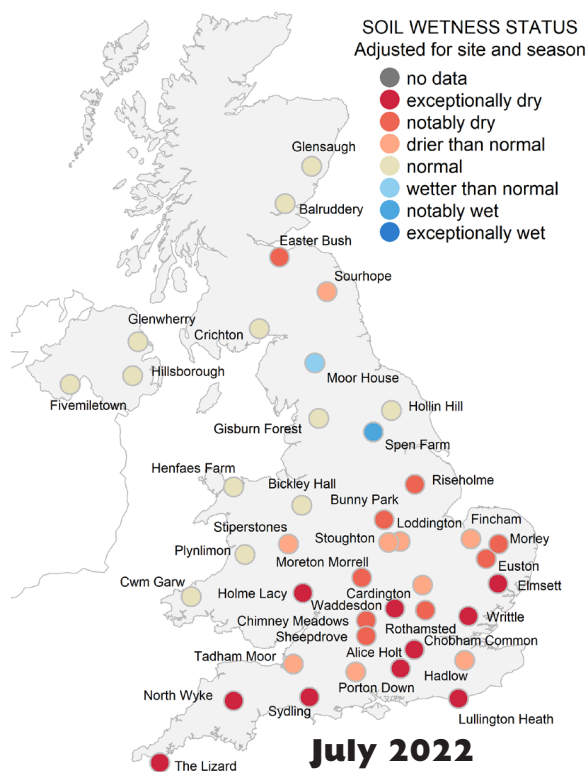 SOIL WETNESS STATUS
Adjusted for site and season
no data
exceptionally dry
notably dry
drier than normal
normal
wetter than normal
notably wet
exceptionally wet
Glensaugh
Balruddery
Easter Bush
Sourhope
Glenwherry
Crichton
Hillsborough
Moor House
Fivemiletown
Hollin Hill
Gisburn Forest
Spen Farm
Henfaes Farm
Bickley Hall
Riseholme
Bunny Park
Loddington
Fincham
Stiperstones
Stoughton
Morley
Plynlimon
Moreton Morrell
Euston
Cwm Garw
Holme Lacy
Cardington
Elmsett
Waddesdon
Chimney Meadows
Rothamsted
Writtle
Sheepdrove
Chobham Common
Tadham Moor
Alice Holt
Hadlow
Porton Down
North Wyke
Sydling
Lullington Heath
The Lizard
July 2022